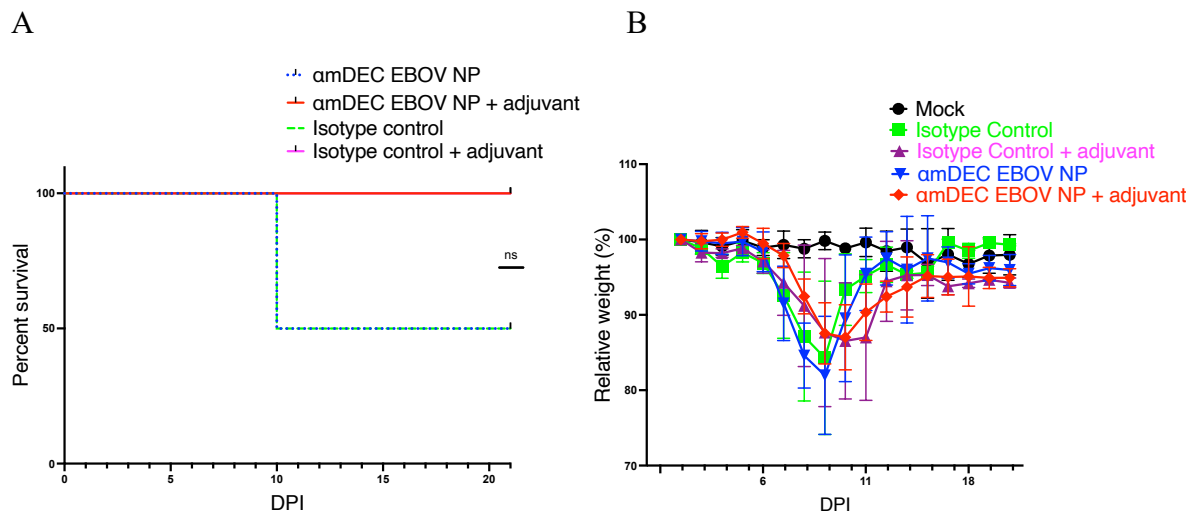 A
αmDEC EBOV NP
αmDEC EBOV NP + adjuvant
Isotype control
Isotype control + adjuvant
100
50
0
Percent survival
ns
0
5
10
15
20
DPI
B
Mock
Isotype Control
Isotype Control + adjuvant
αmDEC EBOV NP
αmDEC EBOV NP + adjuvant
110
100
90
80
70
Relative weight (%)
6
11
18
DPI